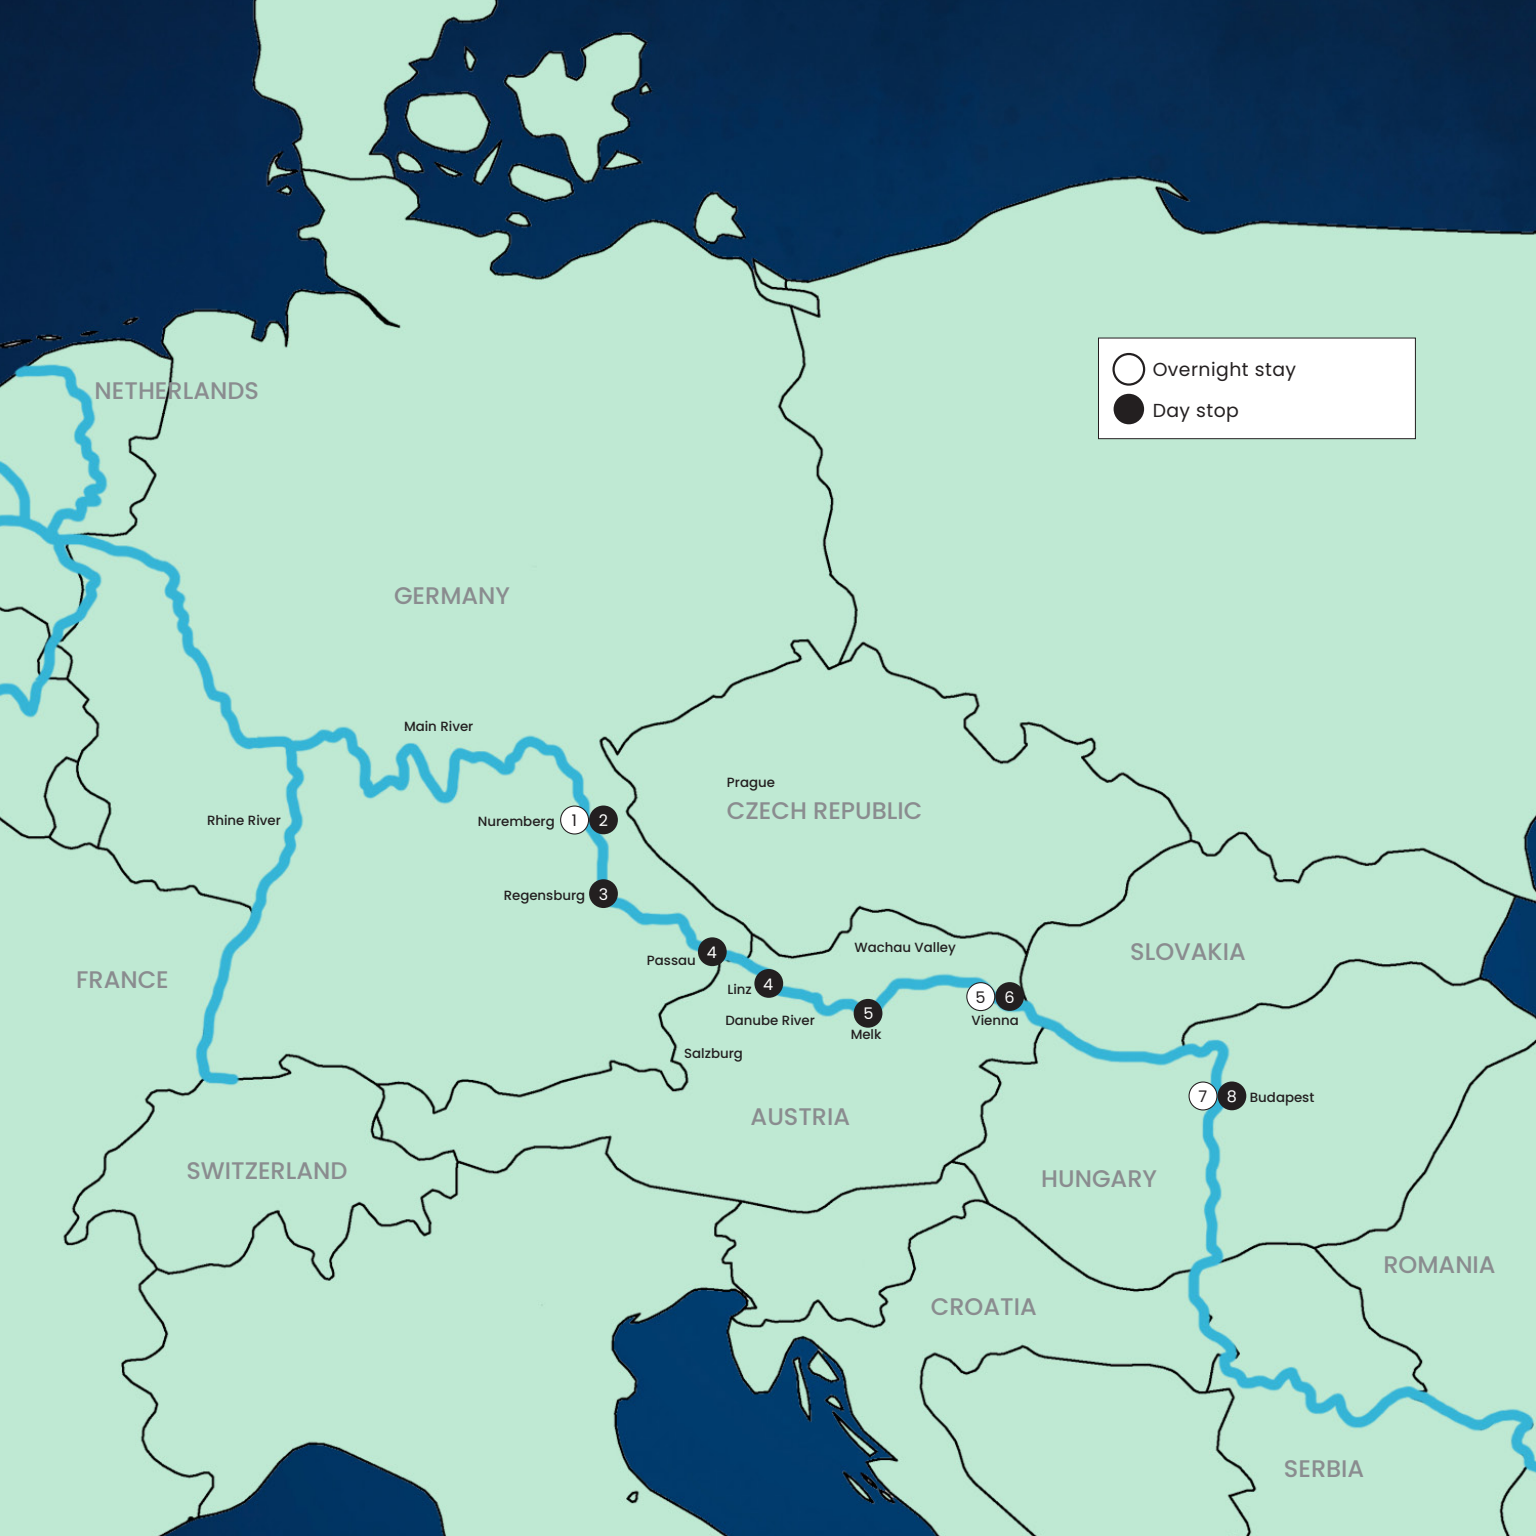 NETHERLANDS
Overnight stay
Day stop
GERMANY
Main River
Prague
CZECH REPUBLIC
Rhine River
Nuremberg 1 2
Regensburg 3
Wachau Valley
SLOVAKIA
Passau 4
FRANCE
Linz 4
5 6
Vienna
Danube River
5
Melk
Salzburg
7 8 Budapest
AUSTRIA
SWITZERLAND
HUNGARY
ROMANIA
CROATIA
SERBIA